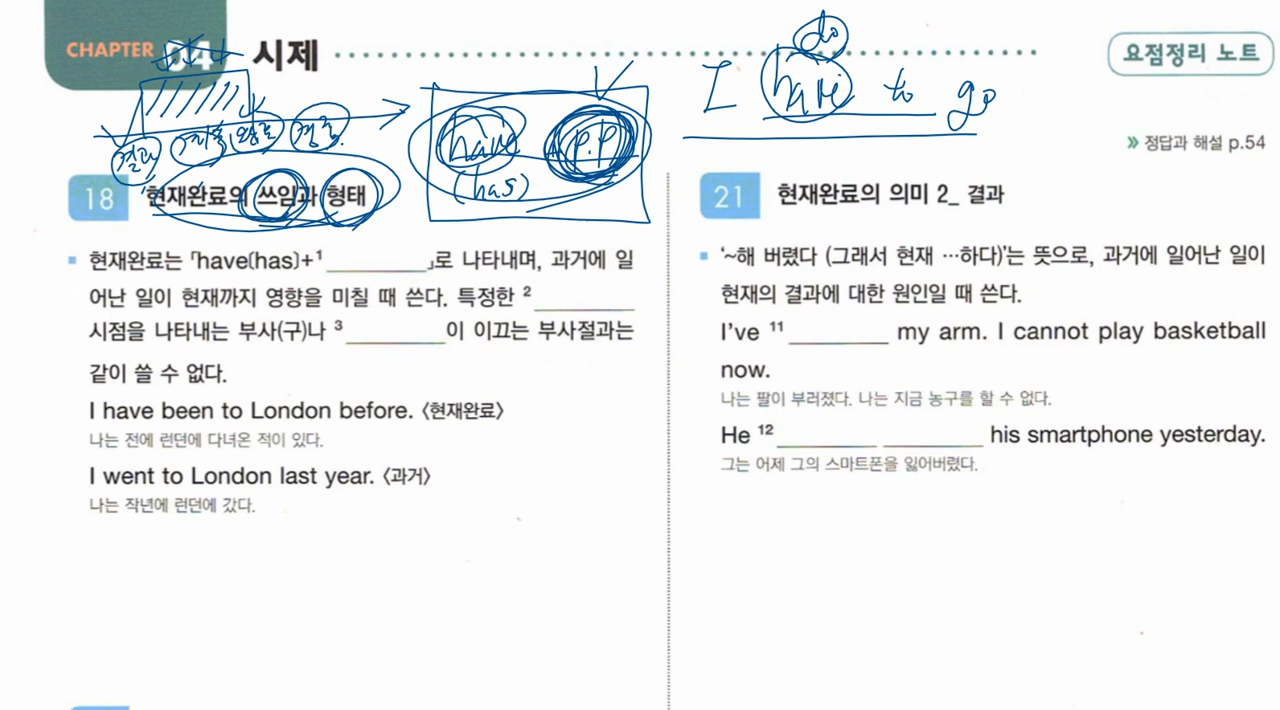 CHAPTER 04 시제
요점정리 노트
do
I have to go
결과 계속 완료 경험
have p.p
(has)
» 정답과 해설 p.54
18 현재완료의 쓰임과 형태
■ 현재완료는 「have(has)+¹ ________」로 나타내며, 과거에 일
어난 일이 현재까지 영향을 미칠 때 쓴다. 특정한 ² ________
시점을 나타내는 부사(구)나 ³ ________이 이끄는 부사절과는
같이 쓸 수 없다.
I have been to London before. 〈현재완료〉
나는 전에 런던에 다녀온 적이 있다.
I went to London last year. 〈과거〉
나는 작년에 런던에 갔다.
21 현재완료의 의미 2_ 결과
■ ‘~해 버렸다 (그래서 현재 …하다)’는 뜻으로, 과거에 일어난 일이
현재의 결과에 대한 원인일 때 쓴다.
I’ve ¹¹ ________ my arm. I cannot play basketball
now.
나는 팔이 부러졌다. 나는 지금 농구를 할 수 없다.
He ¹² ________ ________ his smartphone yesterday.
그는 어제 그의 스마트폰을 잃어버렸다.